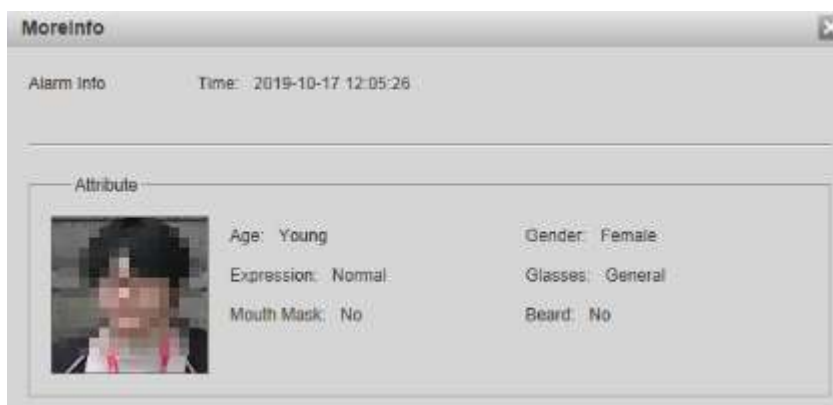 MoreInfo
Alarm Info Time: 2019-10-17 12:05:26
Attribute
Age: Young Gender: Female
Expression: Normal Glasses: General
Mouth Mask: No Beard: No